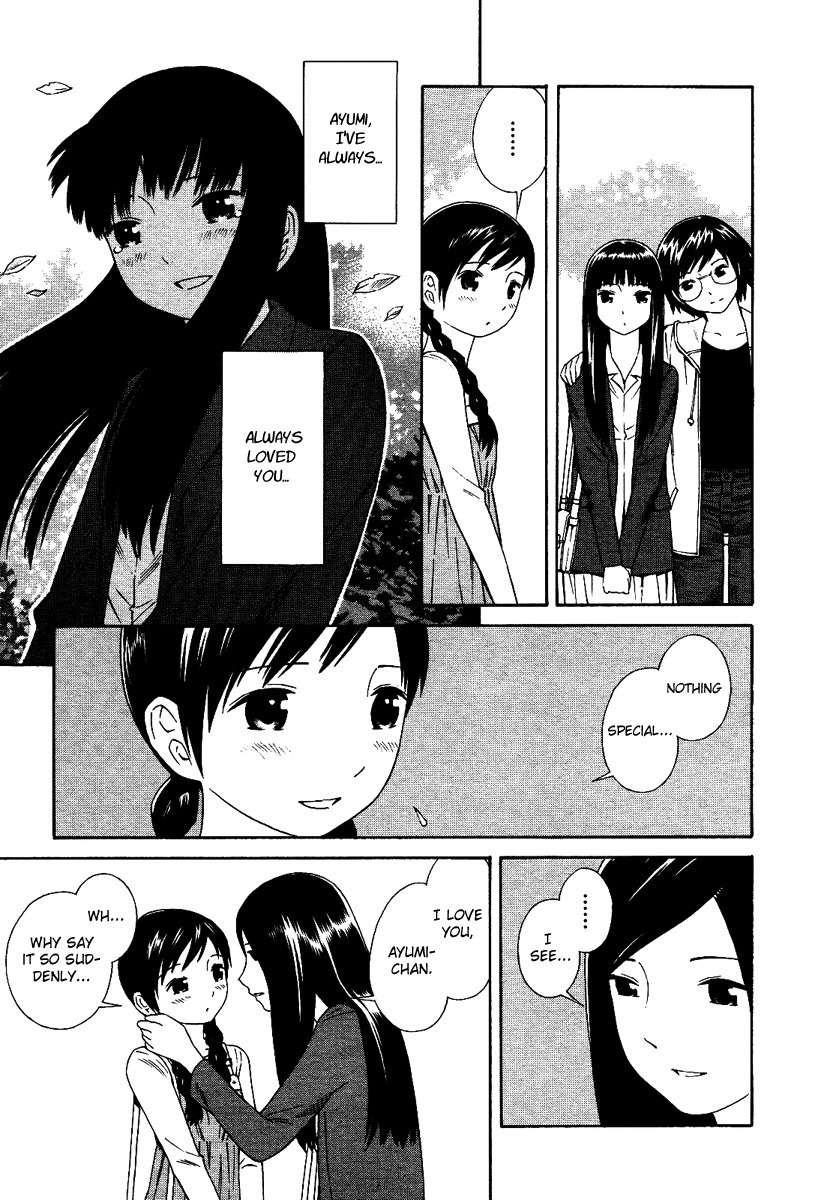 ......
AYUMI,
I'VE
ALWAYS...
ALWAYS
LOVED
YOU...
NOTHING
SPECIAL...
......
I
SEE...
I LOVE
YOU,
AYUMI-
CHAN.
WH...
WHY SAY
IT SO SUD-
DENLY...